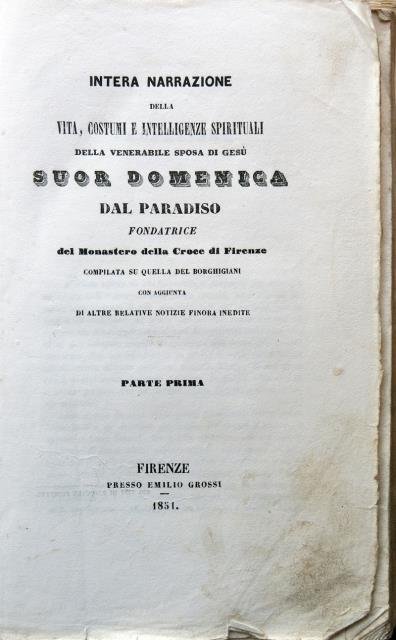 INTERA NARRAZIONE
DELLA
VITA, COSTUMI E INTELLIGENZE SPIRITUALI
DELLA VENERABILE SPOSA DI GESÙ
SUOR DOMENICA
DAL PARADISO
FONDATRICE
del Monastero della Croce di Firenze
COMPILATA SU QUELLA DEL BORGHIGIANI
CON AGGIUNTA
DI ALTRE RELATIVE NOTIZIE FINORA INEDITE
PARTE PRIMA
FIRENZE
PRESSO EMILIO GROSSI
1851.